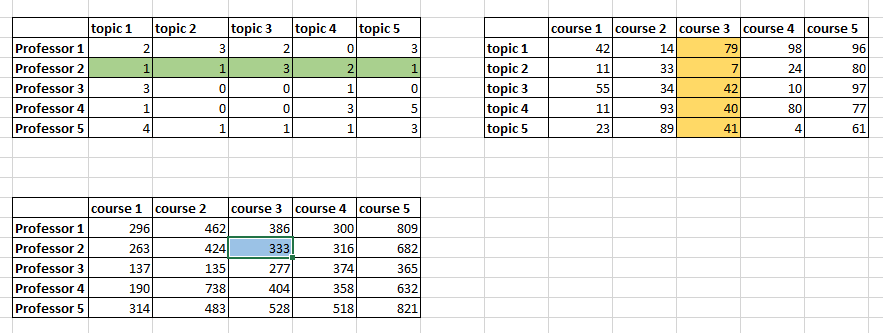 topic 1 topic 2 topic 3 topic 4 topic 5
Professor 1 2 3 2 0 3
Professor 2 1 1 3 2 1
Professor 3 3 0 0 1 0
Professor 4 1 0 0 3 5
Professor 5 4 1 1 1 3
course 1 course 2 course 3 course 4 course 5
topic 1 42 14 79 98 96
topic 2 11 33 7 24 80
topic 3 55 34 42 10 97
topic 4 11 93 40 80 77
topic 5 23 89 41 4 61
course 1 course 2 course 3 course 4 course 5
Professor 1 296 462 386 300 809
Professor 2 263 424 333 316 682
Professor 3 137 135 277 374 365
Professor 4 190 738 404 358 632
Professor 5 314 483 528 518 821